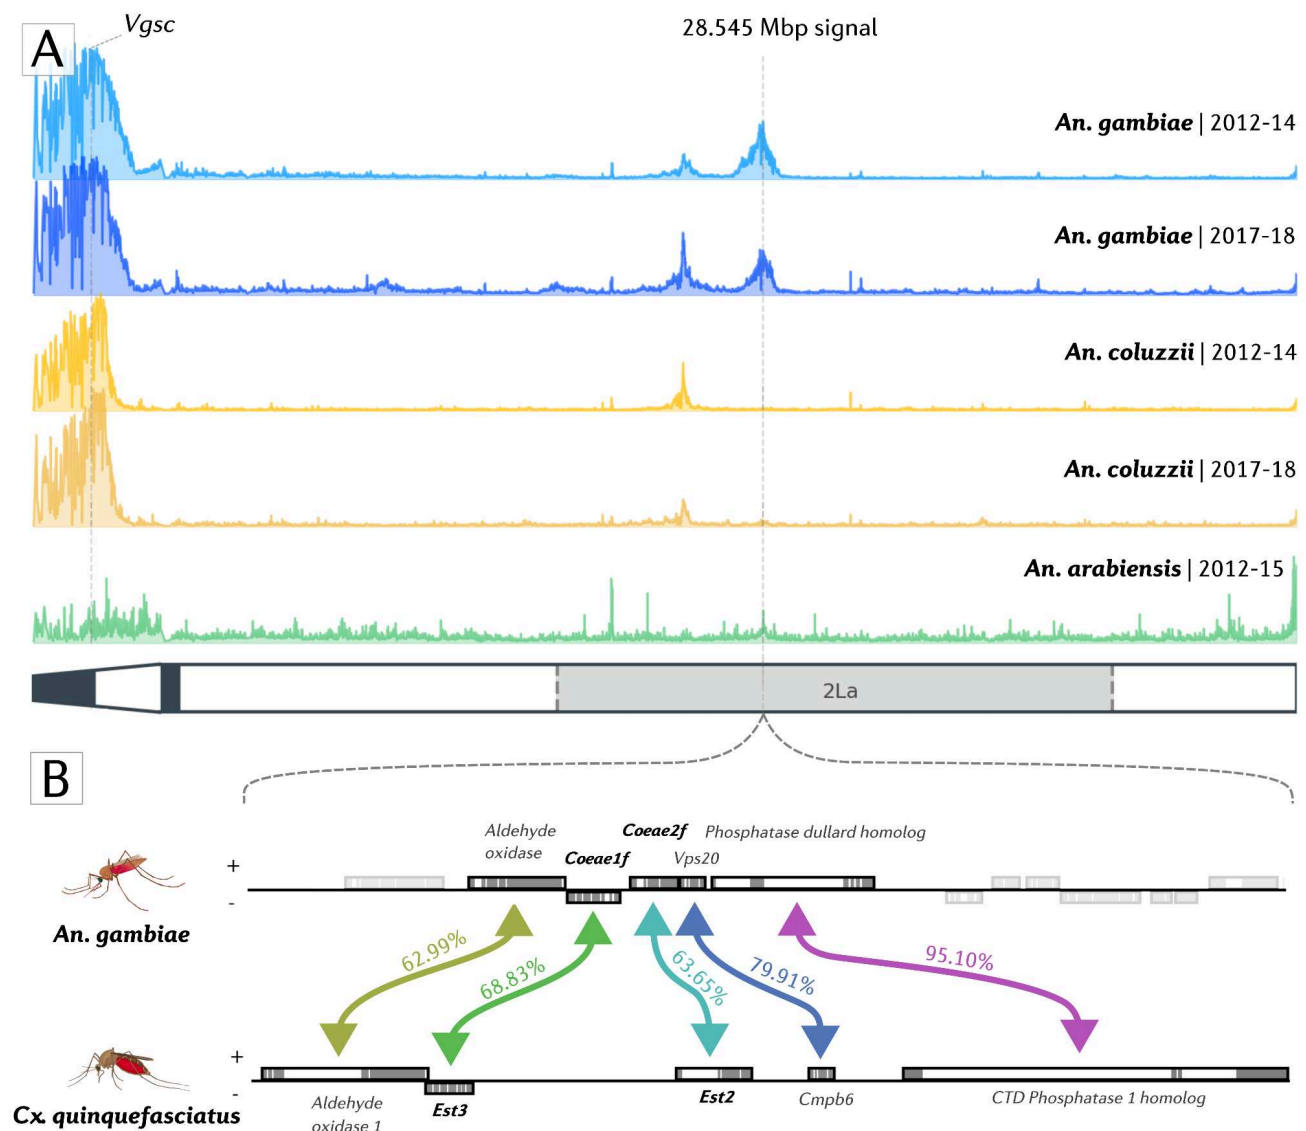 A
Vgsc
28.545 Mbp signal
An. gambiae | 2012-14
An. gambiae | 2017-18
An. coluzzii | 2012-14
An. coluzzii | 2017-18
An. arabiensis | 2012-15
2La
B
Aldehyde
oxidase
Coeae1f
Coeae2f
Vps20
Phosphatase dullard homolog
+
-
An. gambiae
62.99%
68.83%
63.65%
79.91%
95.10%
+
-
Cx. quinquefasciatus
Aldehyde
oxidase 1
Est3
Est2
Cmpb6
CTD Phosphatase 1 homolog